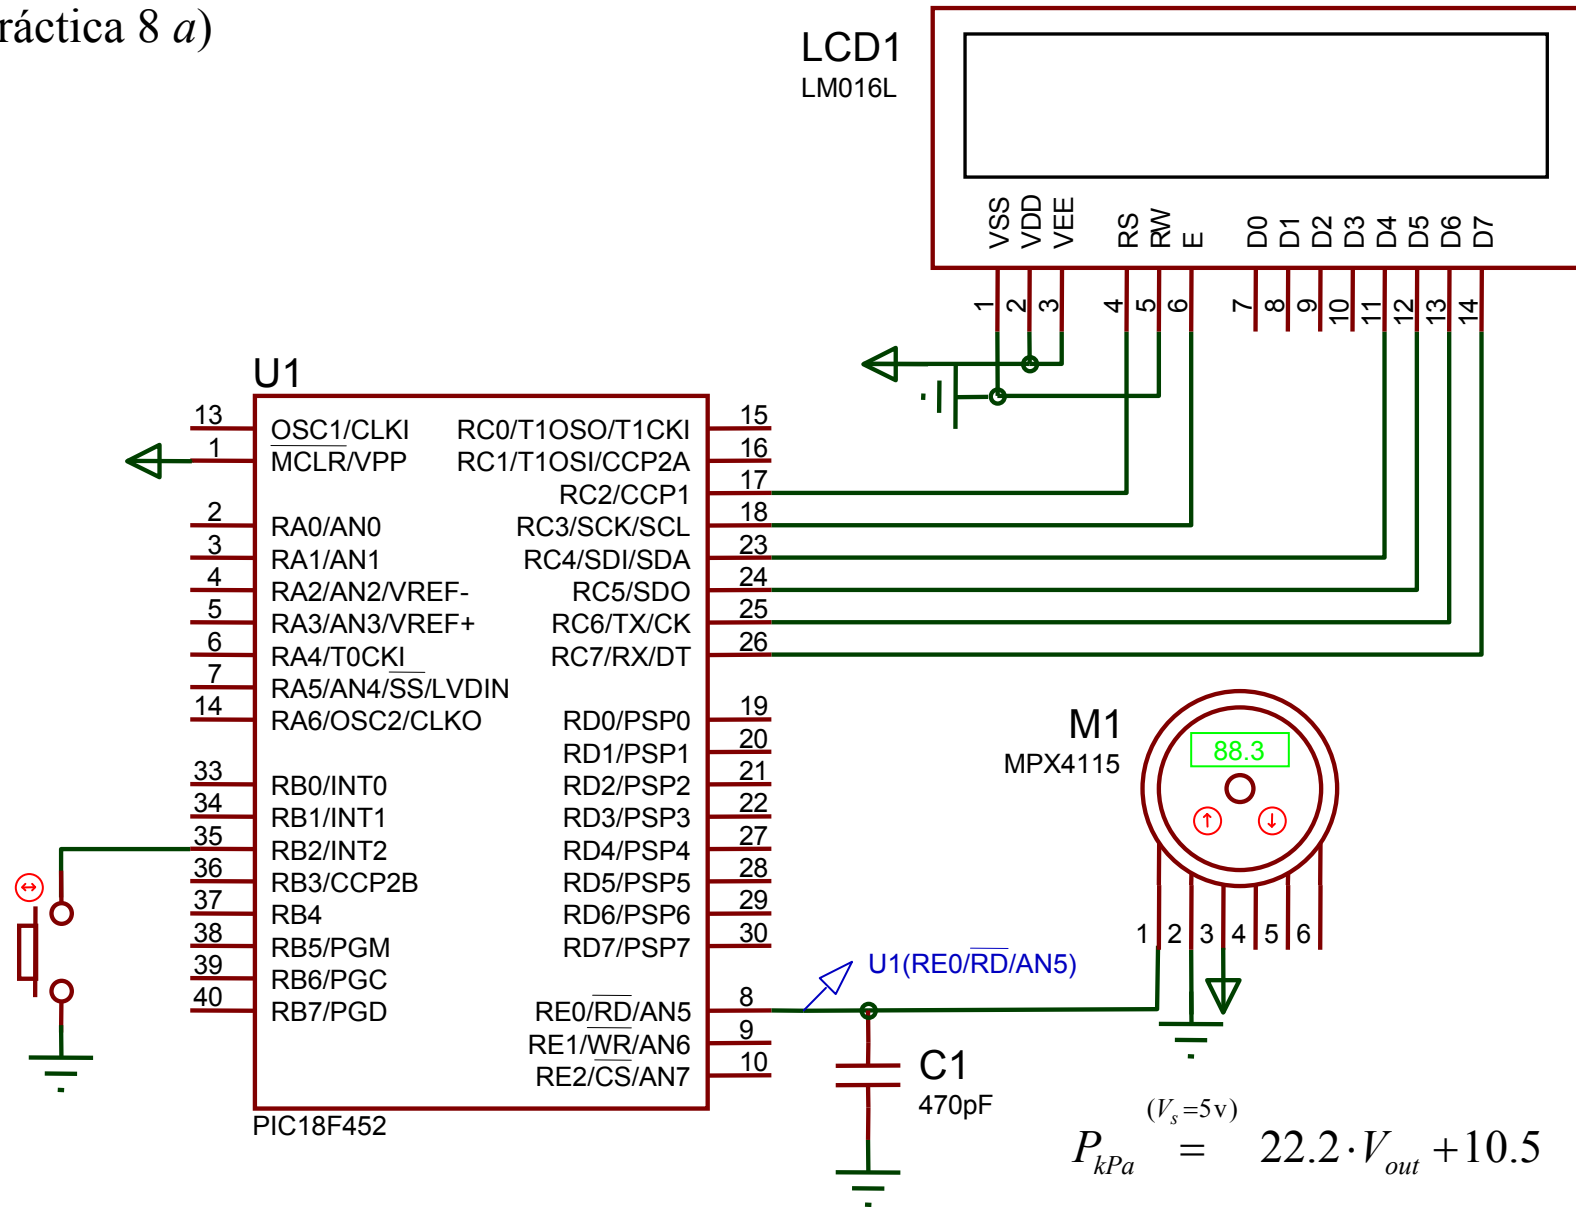 ráctica 8 a)
LCD1
LM016L
VSS
VDD
VEE
RS
RW
E
D0
D1
D2
D3
D4
D5
D6
D7
1
2
3
4
5
6
7
8
9
10
11
12
13
14
U1
13 OSC1/CLKI
1 MCLR/VPP
2 RA0/AN0
3 RA1/AN1
4 RA2/AN2/VREF-
5 RA3/AN3/VREF+
6 RA4/T0CKI
7 RA5/AN4/SS/LVDIN
14 RA6/OSC2/CLKO
33 RB0/INT0
34 RB1/INT1
35 RB2/INT2
36 RB3/CCP2B
37 RB4
38 RB5/PGM
39 RB6/PGC
40 RB7/PGD
RC0/T1OSO/T1CKI 15
RC1/T1OSI/CCP2A 16
RC2/CCP1 17
RC3/SCK/SCL 18
RC4/SDI/SDA 23
RC5/SDO 24
RC6/TX/CK 25
RC7/RX/DT 26
RD0/PSP0 19
RD1/PSP1 20
RD2/PSP2 21
RD3/PSP3 22
RD4/PSP4 27
RD5/PSP5 28
RD6/PSP6 29
RD7/PSP7 30
RE0/RD/AN5 8
RE1/WR/AN6 9
RE2/CS/AN7 10
PIC18F452
M1
MPX4115
88.3
1 2 3 4 5 6
U1(RE0/RD/AN5)
C1
470pF
(Vs=5v)
PkPa = 22.2·Vout+10.5